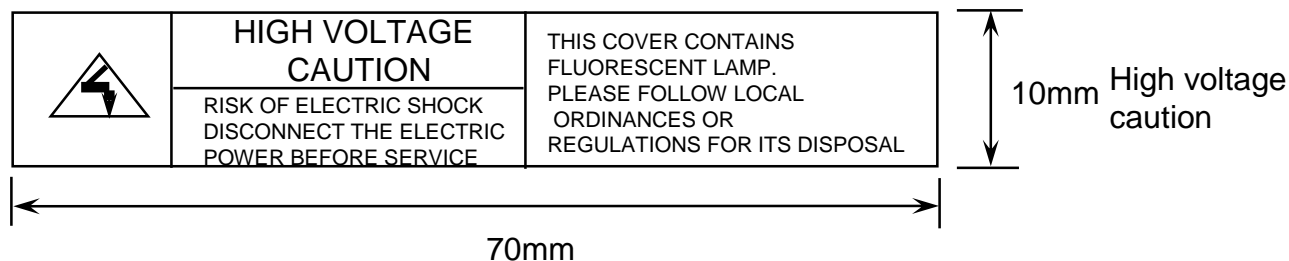 HIGH VOLTAGE
CAUTION
RISK OF ELECTRIC SHOCK
DISCONNECT THE ELECTRIC
POWER BEFORE SERVICE
THIS COVER CONTAINS
FLUORESCENT LAMP.
PLEASE FOLLOW LOCAL
ORDINANCES OR
REGULATIONS FOR ITS DISPOSAL
10mm
High voltage
caution
70mm